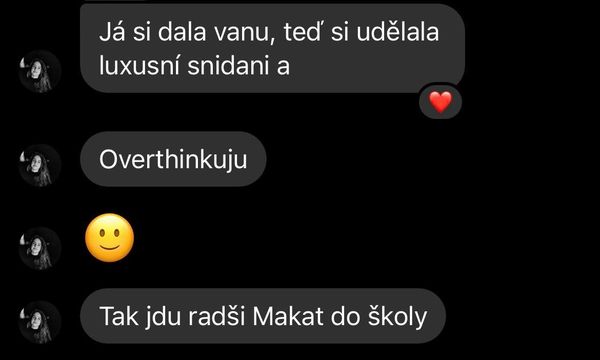 Já si dala vanu, teď si udělala
luxusní snidani a
Overthinkuju
Tak jdu radši Makat do školy